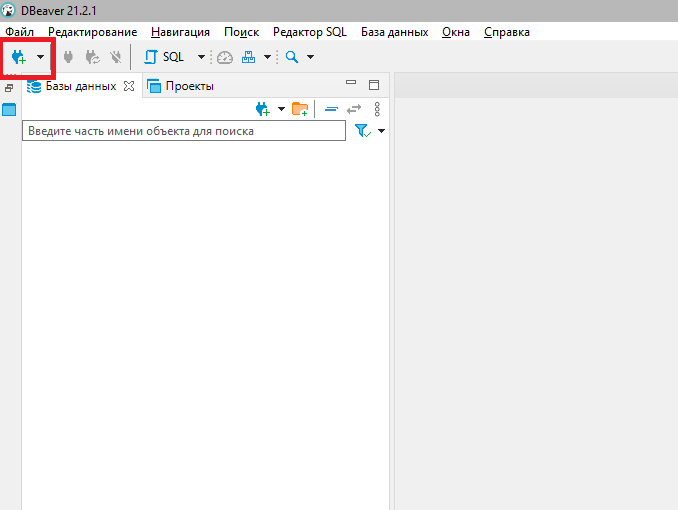 DBeaver 21.2.1
Файл Редактирование Навигация Поиск Редактор SQL База данных Окна Справка
SQL
Базы данных Проекты
Введите часть имени объекта для поиска